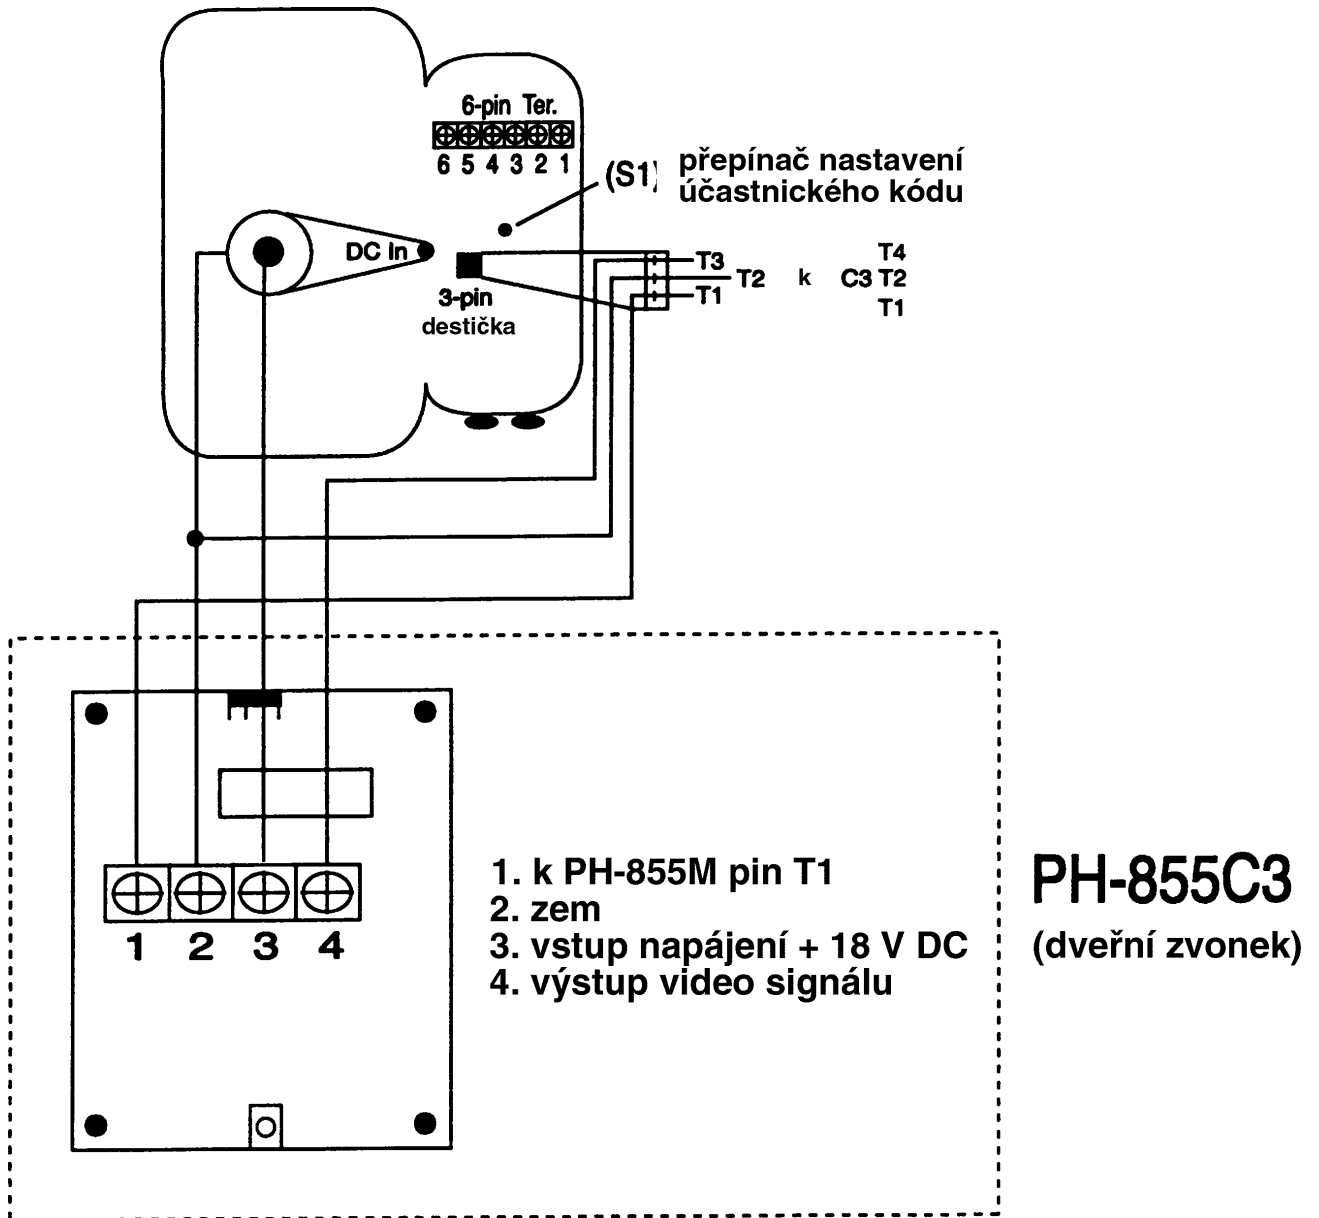 6-pin Ter.
6 5 4 3 2 1
(S1)
přepínač nastavení
účastnického kódu
DC In
3-pin
destička
T3
T2 k C3 T2
T1
T4
T1
1. k PH-855M pin T1
2. zem
3. vstup napájení + 18 V DC
4. výstup video signálu
1 2 3 4
PH-855C3
(dveřní zvonek)